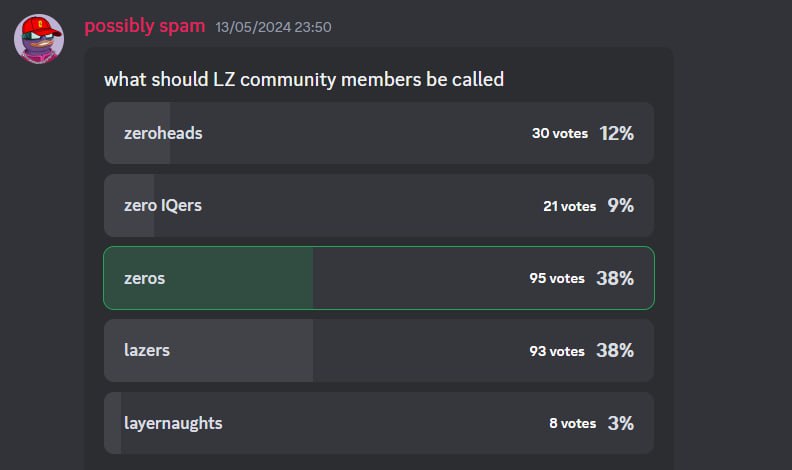 possibly spam 13/05/2024 23:50
what should LZ community members be called
zeroheads 30 votes 12%
zero IQers 21 votes 9%
zeros 95 votes 38%
lazers 93 votes 38%
layernaughts 8 votes 3%